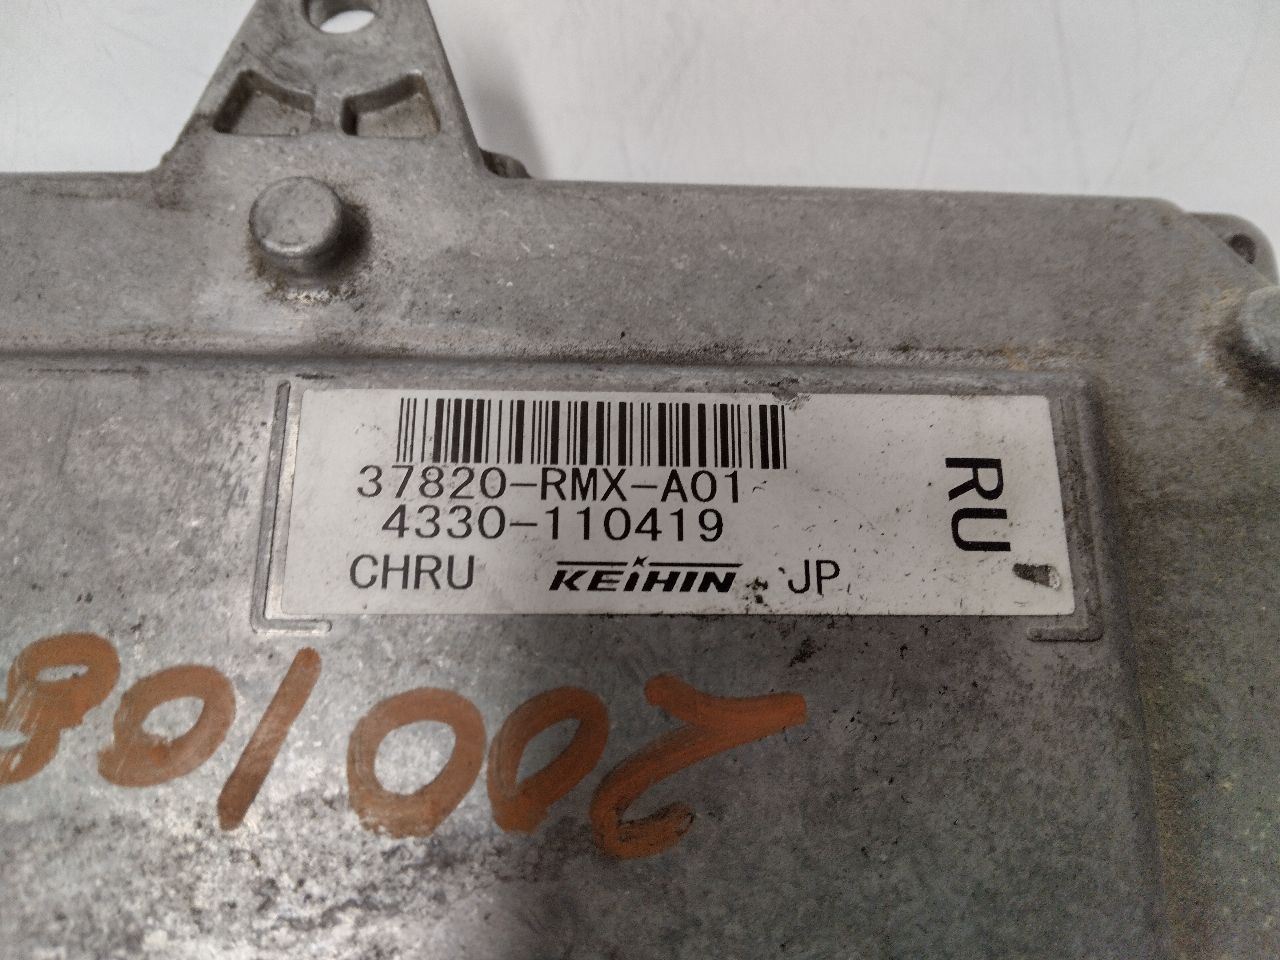 37820-RMX-A01
4330-110419
CHRU KEIHIN JP
RU
200108